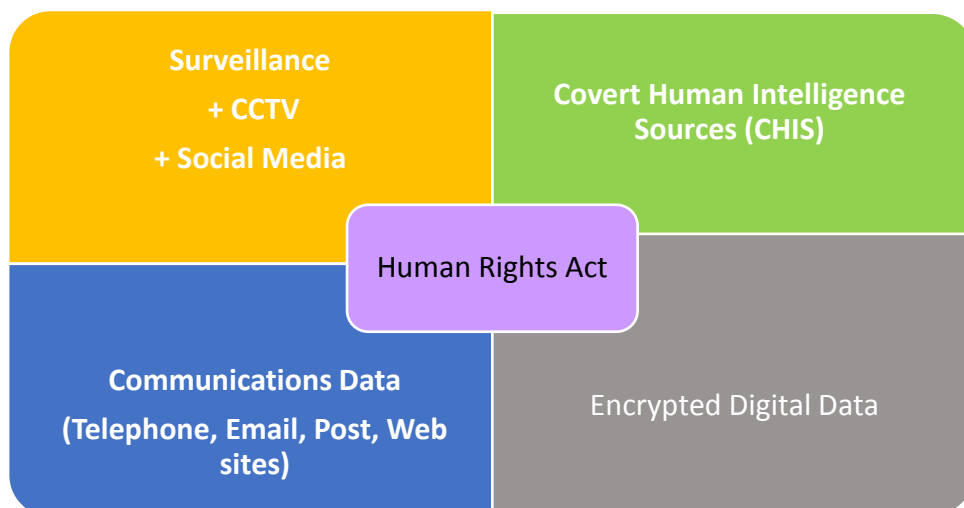 Surveillance
+ CCTV
+ Social Media
Covert Human Intelligence
Sources (CHIS)
Human Rights Act
Communications Data
(Telephone, Email, Post, Web
sites)
Encrypted Digital Data